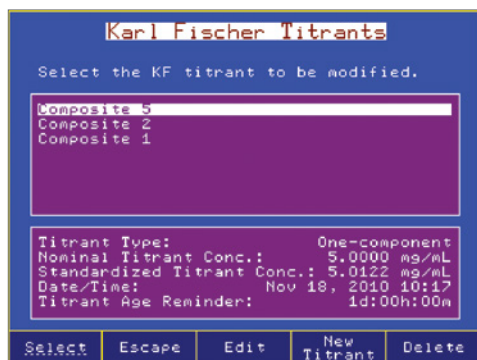 Karl Fischer Titrants
Select the KF titrant to be modified.
Composite 5
Composite 2
Composite 1
Titrant Type: One-component
Nominal Titrant Conc.: 5.0000 mg/mL
Standardized Titrant Conc.: 5.0122 mg/mL
Date/Time: Nov 18, 2010 10:17
Titrant Age Reminder: 1d:00h:00m
Select Escape Edit New Titrant Delete